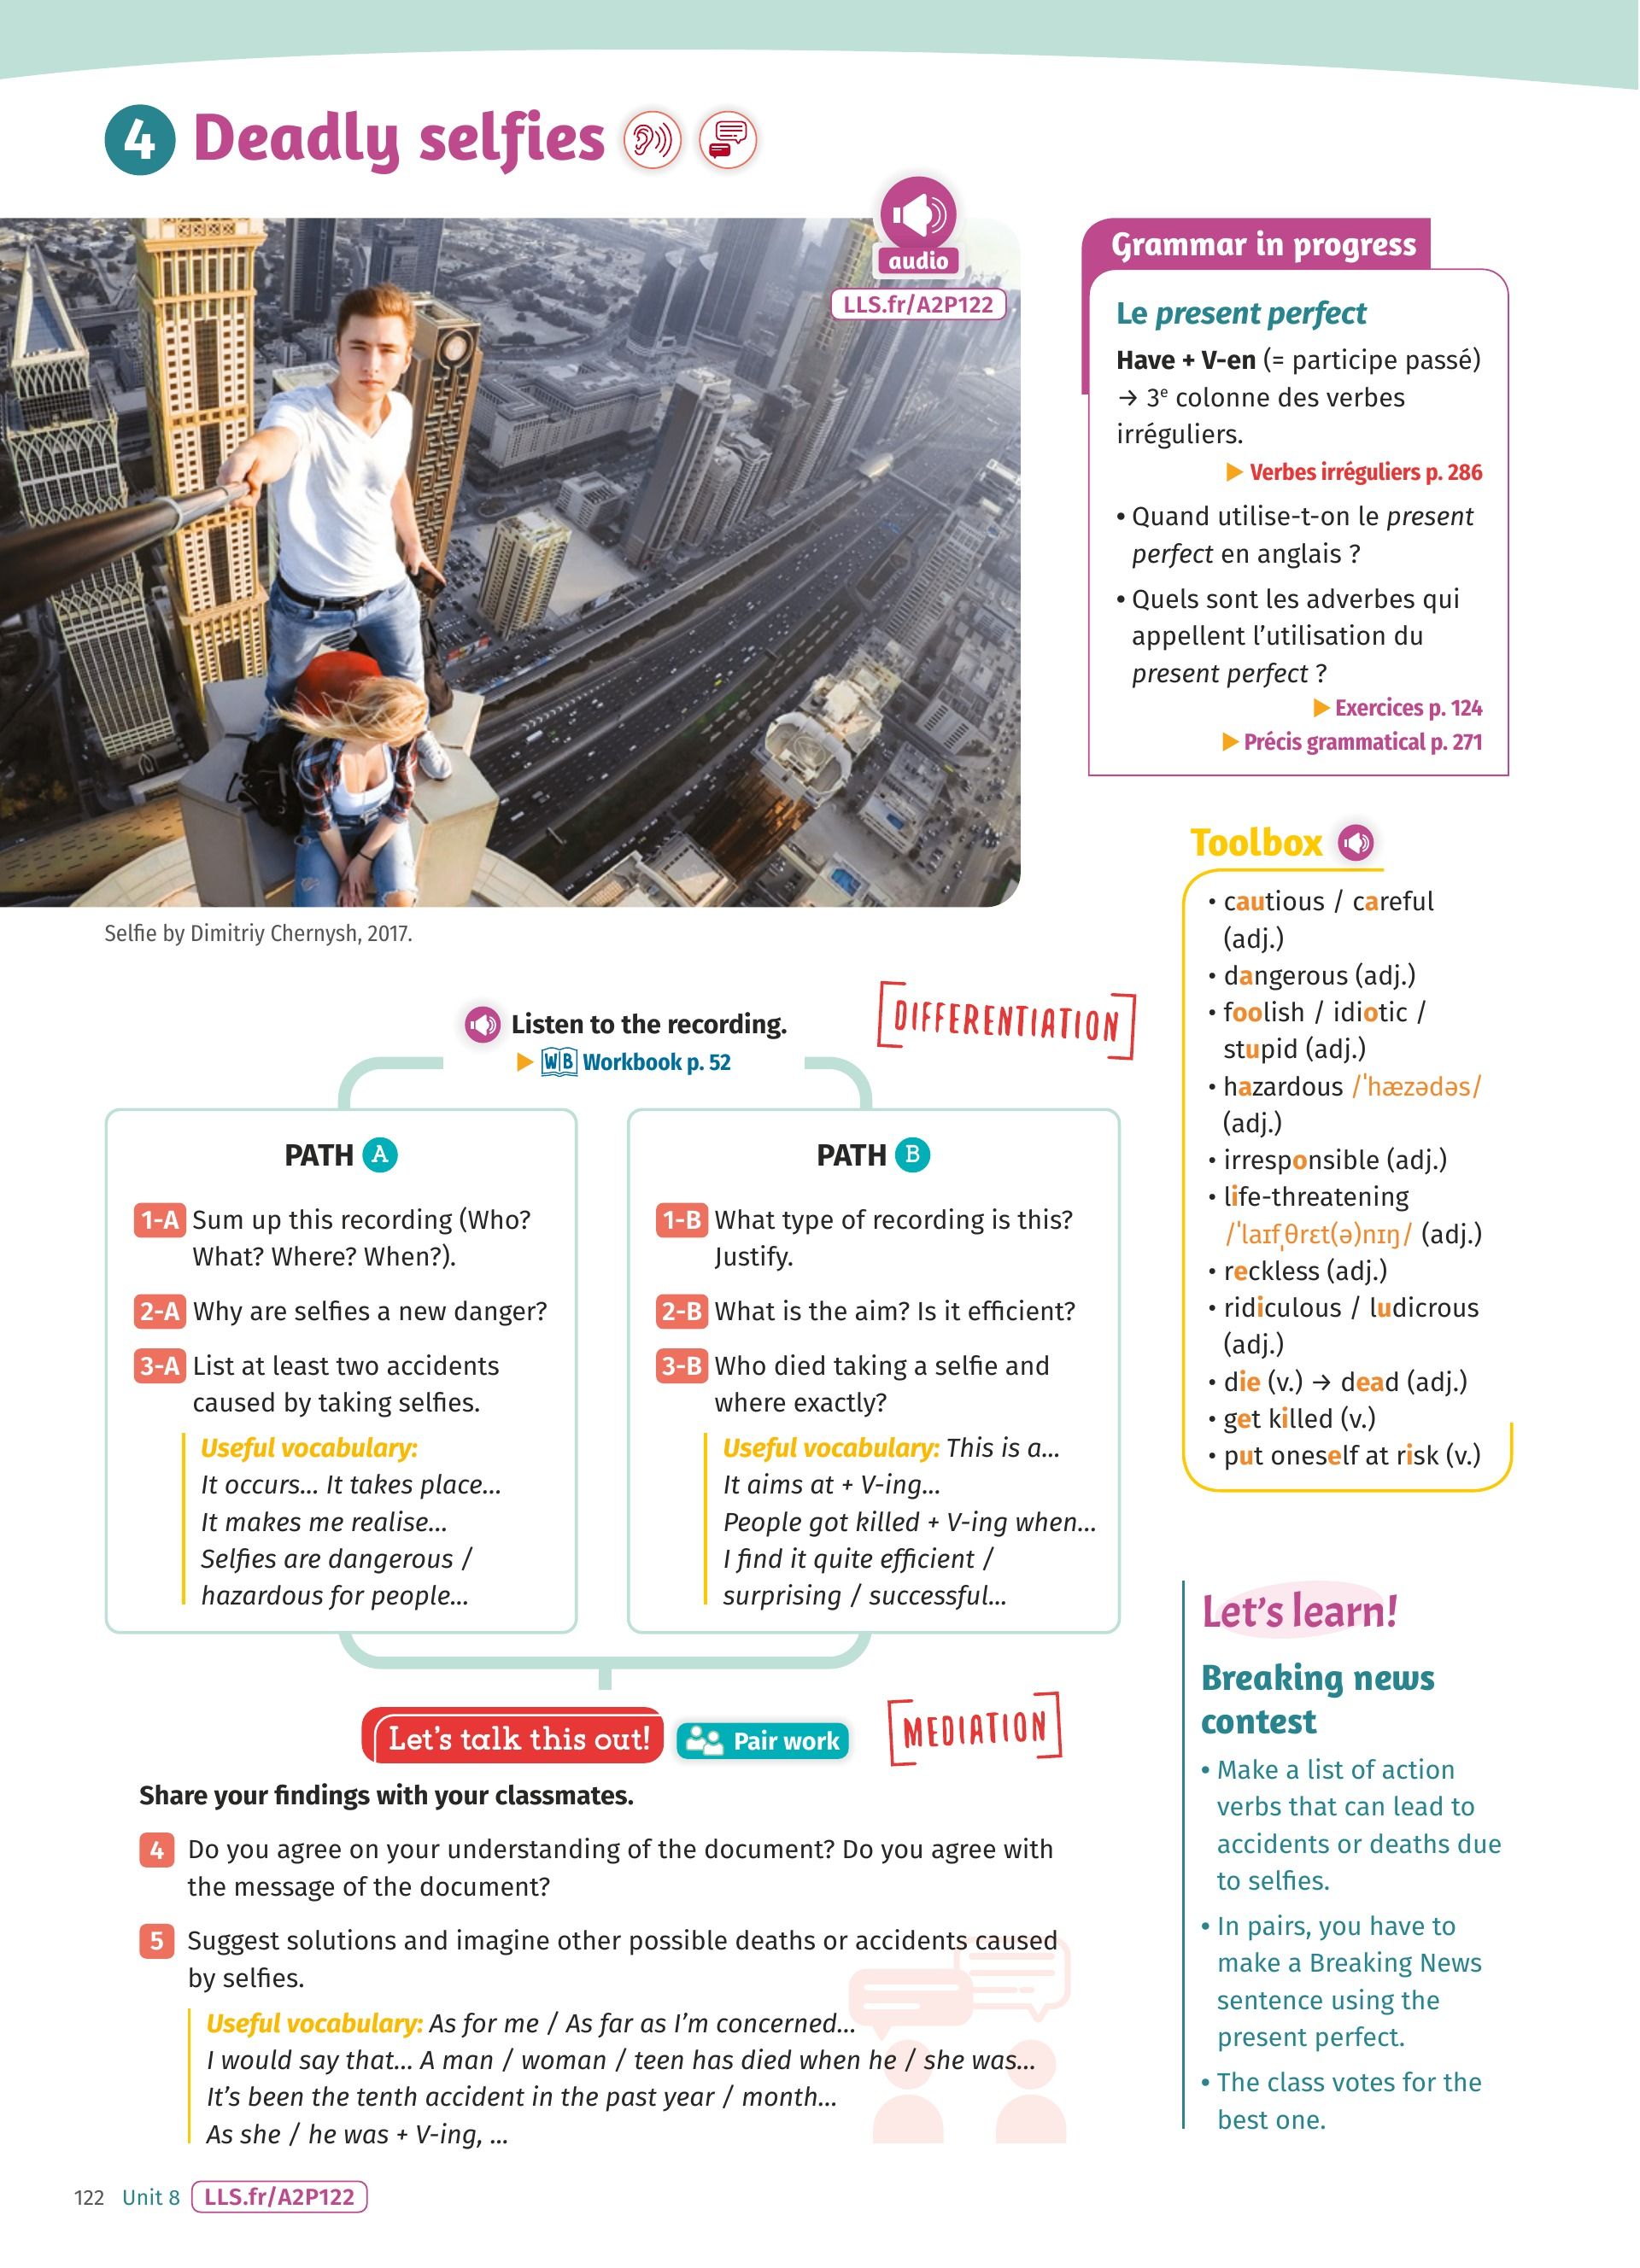 4 Deadly selfies
audio
LLS.fr/A2P122
Selfie by Dimitriy Chernysh, 2017.
Grammar in progress
Le present perfect
Have + V-en (= participe passé)
→ 3e colonne des verbes
irréguliers.
▶ Verbes irréguliers p. 286
• Quand utilise-t-on le present
perfect en anglais ?
• Quels sont les adverbes qui
appellent l'utilisation du
present perfect ?
▶ Exercices p. 124
▶ Précis grammatical p. 271
Toolbox
• cautious / careful
(adj.)
• dangerous (adj.)
• foolish / idiotic /
stupid (adj.)
• hazardous /ˈhæzədəs/
(adj.)
• irresponsible (adj.)
• life-threatening
/ˈlaɪfˌθrɛt(ə)nɪŋ/ (adj.)
• reckless (adj.)
• ridiculous / ludicrous
(adj.)
• die (v.) → dead (adj.)
• get killed (v.)
• put oneself at risk (v.)
Listen to the recording.
▶ WB Workbook p. 52
DIFFERENTIATION
PATH A
1-A Sum up this recording (Who?
What? Where? When?).
2-A Why are selfies a new danger?
3-A List at least two accidents
caused by taking selfies.
Useful vocabulary:
It occurs... It takes place...
It makes me realise...
Selfies are dangerous /
hazardous for people...
PATH B
1-B What type of recording is this?
Justify.
2-B What is the aim? Is it efficient?
3-B Who died taking a selfie and
where exactly?
Useful vocabulary: This is a...
It aims at + V-ing...
People got killed + V-ing when...
I find it quite efficient /
surprising / successful...
Let's talk this out!
Pair work
MEDIATION
Share your findings with your classmates.
4 Do you agree on your understanding of the document? Do you agree with
the message of the document?
5 Suggest solutions and imagine other possible deaths or accidents caused
by selfies.
Useful vocabulary: As for me / As far as I'm concerned...
I would say that... A man / woman / teen has died when he / she was...
It's been the tenth accident in the past year / month...
As she / he was + V-ing, ...
Let's learn!
Breaking news
contest
• Make a list of action
verbs that can lead to
accidents or deaths due
to selfies.
• In pairs, you have to
make a Breaking News
sentence using the
present perfect.
• The class votes for the
best one.
122 Unit 8 LLS.fr/A2P122